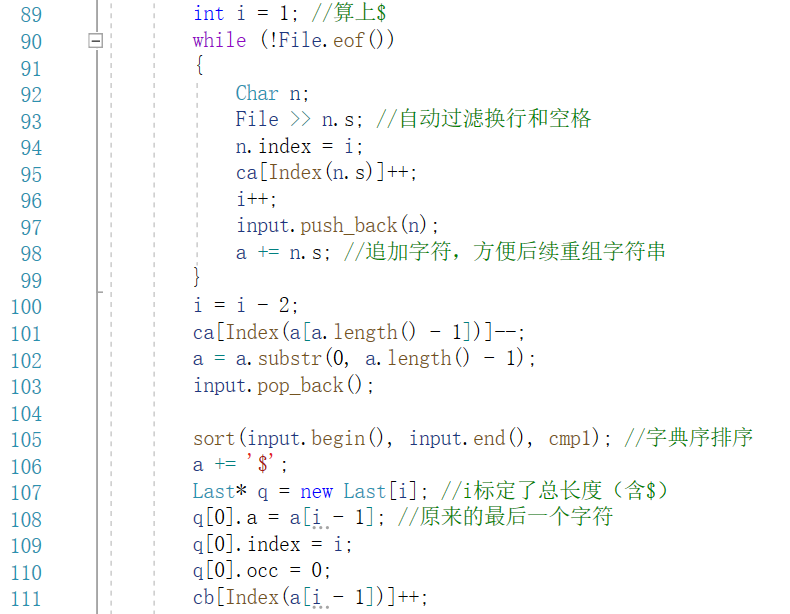 89 int i = 1; //算上$
90 while (!File.eof())
91 {
92 Char n;
93 File >> n.s; //自动过滤换行和空格
94 n.index = i;
95 ca[Index(n.s)]++;
96 i++;
97 input.push_back(n);
98 a += n.s; //追加字符，方便后续重组字符串
99 }
100 i = i - 2;
101 ca[Index(a[a.length() - 1])]--;
102 a = a.substr(0, a.length() - 1);
103 input.pop_back();
104
105 sort(input.begin(), input.end(), cmp1); //字典序排序
106 a += '$';
107 Last* q = new Last[i]; //i标定了总长度（含$）
108 q[0].a = a[i - 1]; //原来的最后一个字符
109 q[0].index = i;
110 q[0].occ = 0;
111 cb[Index(a[i - 1])]++;